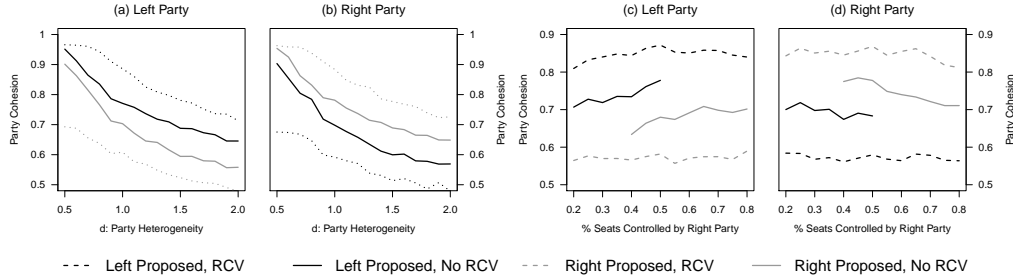 (a) Left Party
(b) Right Party
(c) Left Party
(d) Right Party
Party Cohesion
1
0.9
0.8
0.7
0.6
0.5
0.5 1.0 1.5 2.0
d: Party Heterogeneity
0.5 1.0 1.5 2.0
d: Party Heterogeneity
1
0.9
0.8
0.7
0.6
0.5
Party Cohesion
Party Cohesion
0.9
0.8
0.7
0.6
0.5
0.2 0.3 0.4 0.5 0.6 0.7 0.8
% Seats Controlled by Right Party
0.2 0.3 0.4 0.5 0.6 0.7 0.8
% Seats Controlled by Right Party
0.9
0.8
0.7
0.6
0.5
Party Cohesion
Left Proposed, RCV
Left Proposed, No RCV
Right Proposed, RCV
Right Proposed, No RCV